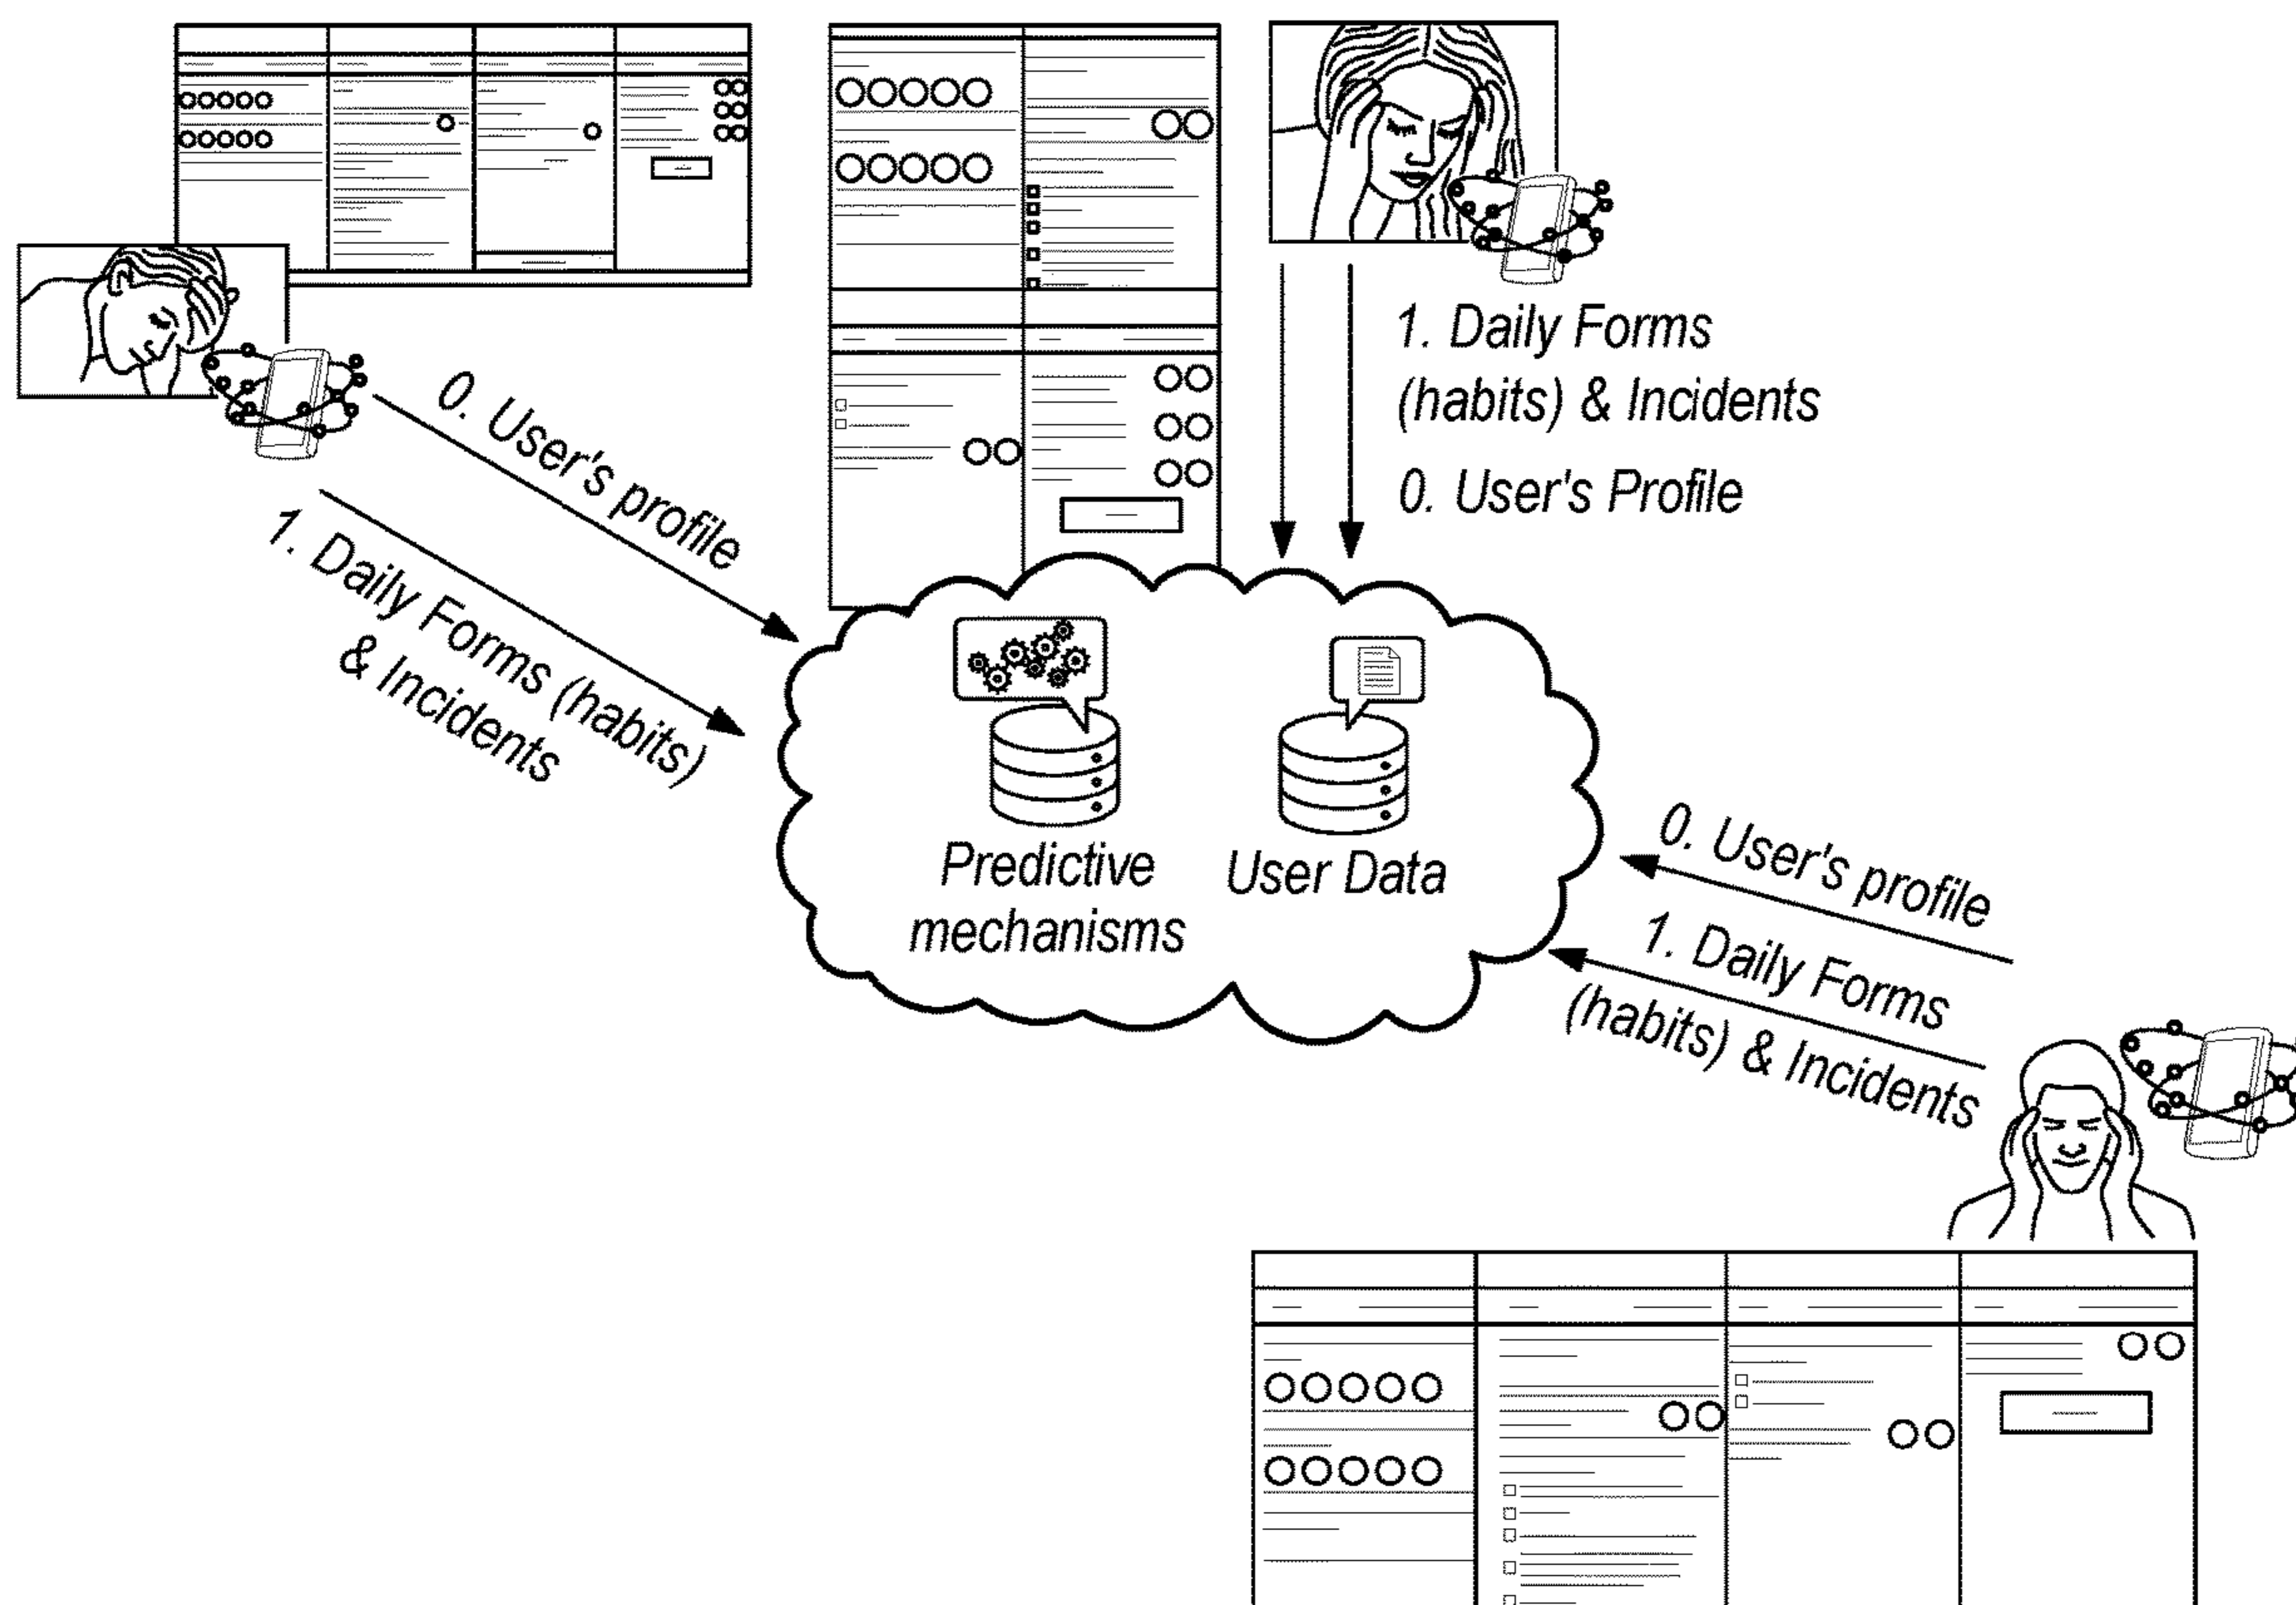 0. User's profile
1. Daily Forms (habits)
& Incidents
1. Daily Forms
(habits) & Incidents
0. User's Profile
Predictive
mechanisms
User Data
0. User's profile
1. Daily Forms
(habits) & Incidents